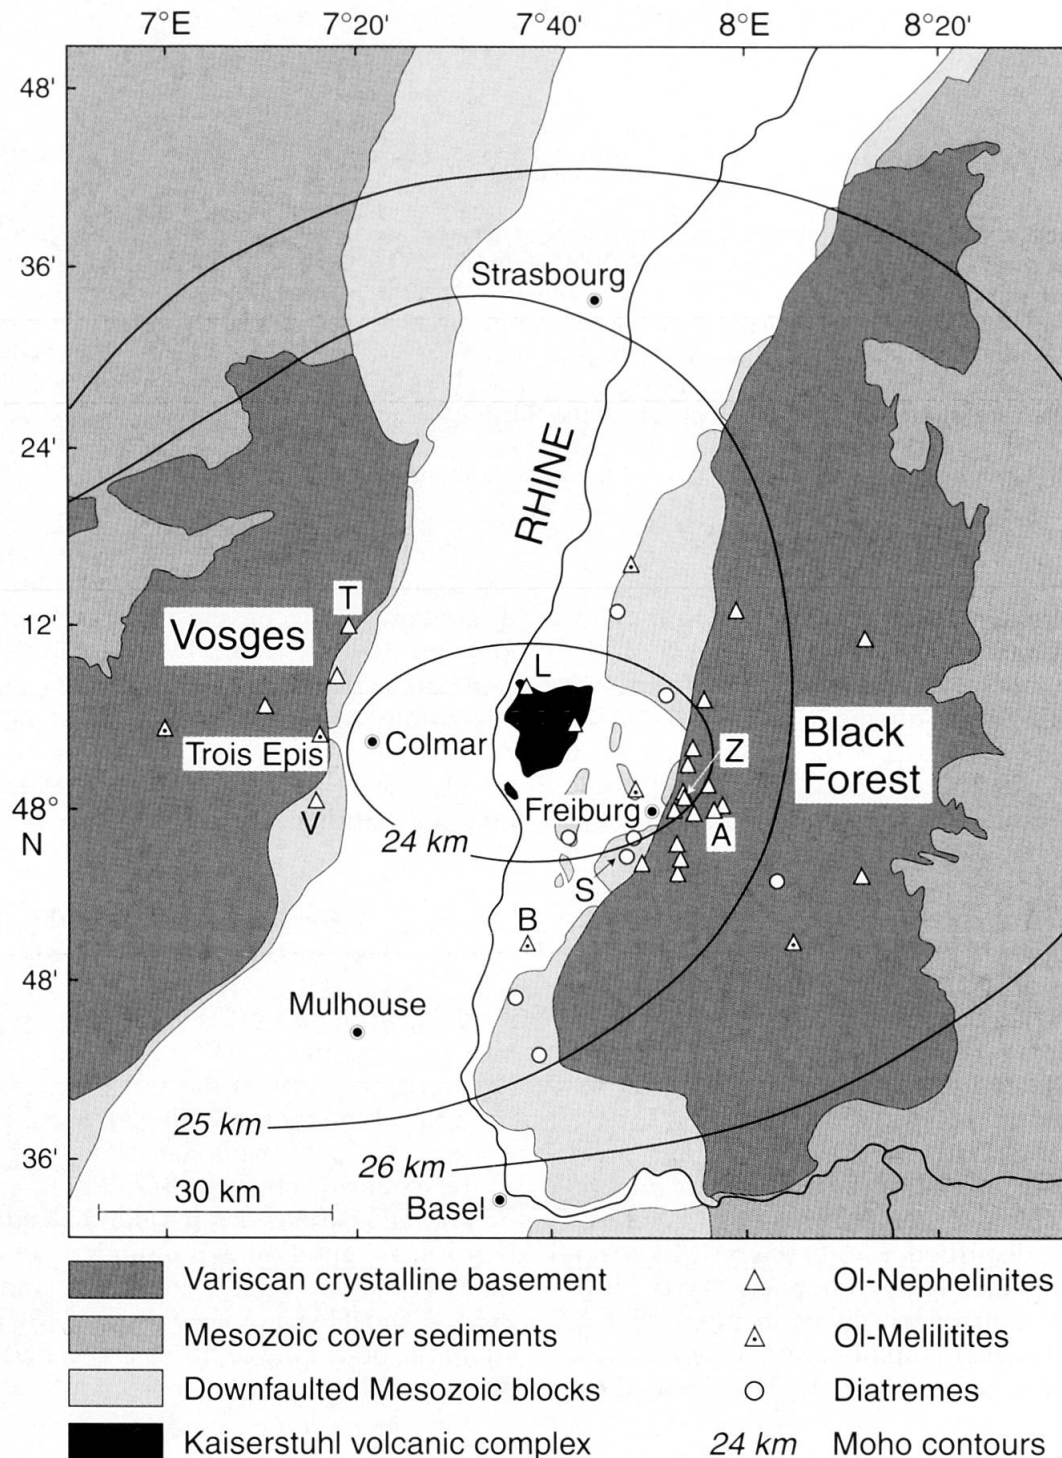 7°E 7°20' 7°40' 8°E 8°20'
48'
36'
Strasbourg
24'
RHINE
T
12'
Vosges
L
Black
Forest
Trois Epis
Colmar
Z
48°
N
V
Freiburg
A
24 km
S
B
48'
Mulhouse
25 km
26 km
36'
30 km
Basel
Variscan crystalline basement
Mesozoic cover sediments
Downfaulted Mesozoic blocks
Kaiserstuhl volcanic complex
Ol-Nephelinites
Ol-Melilitites
Diatremes
24 km Moho contours